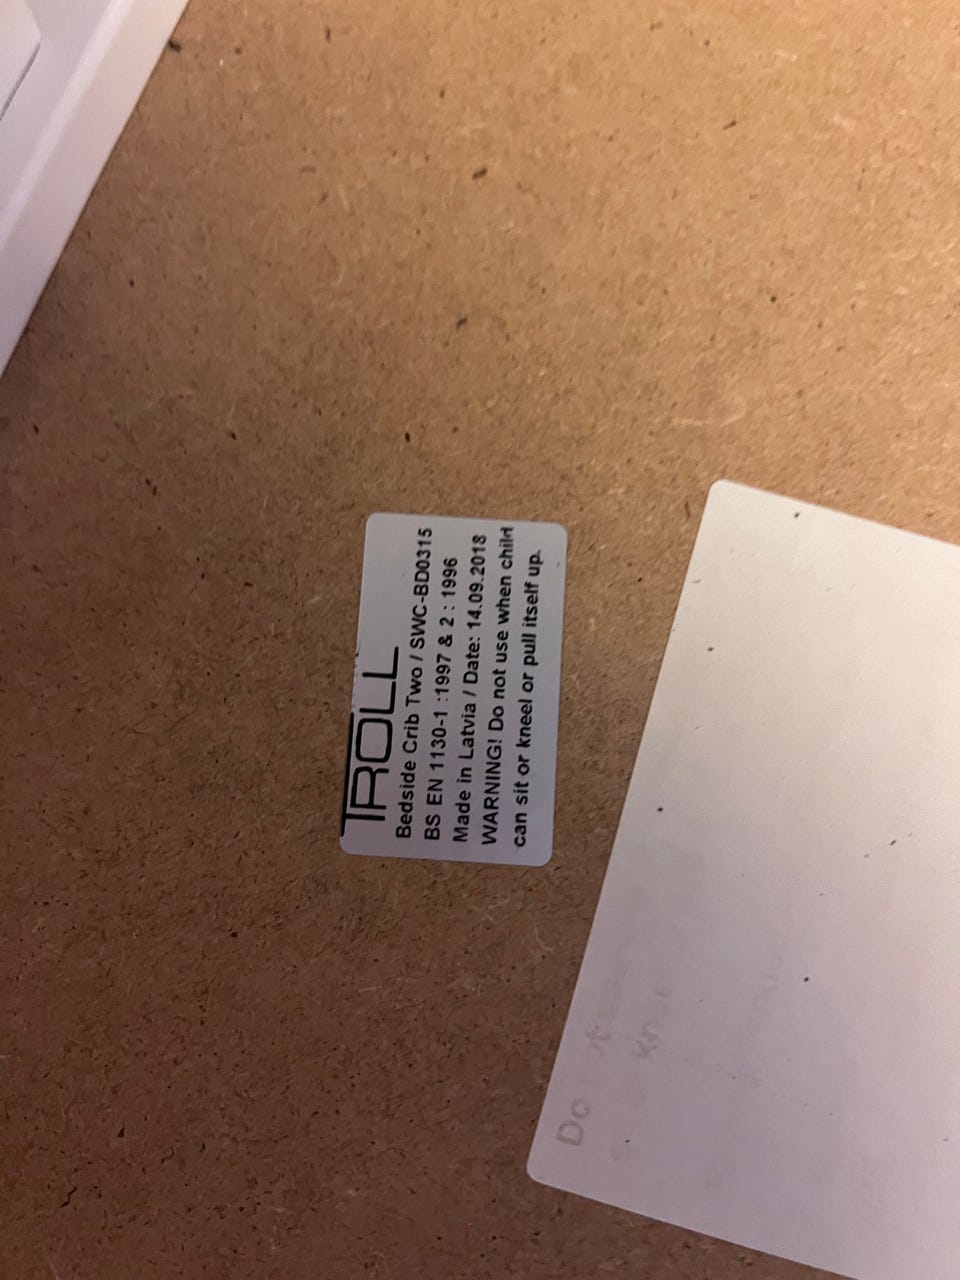 TROLL
Bedside Crib Two / SWC-BD0315
BS EN 1130-1 :1997 & 2 : 1996
Made in Latvia / Date: 14.09.2018
WARNING! Do not use when child
can sit or kneel or pull itself up.
Do